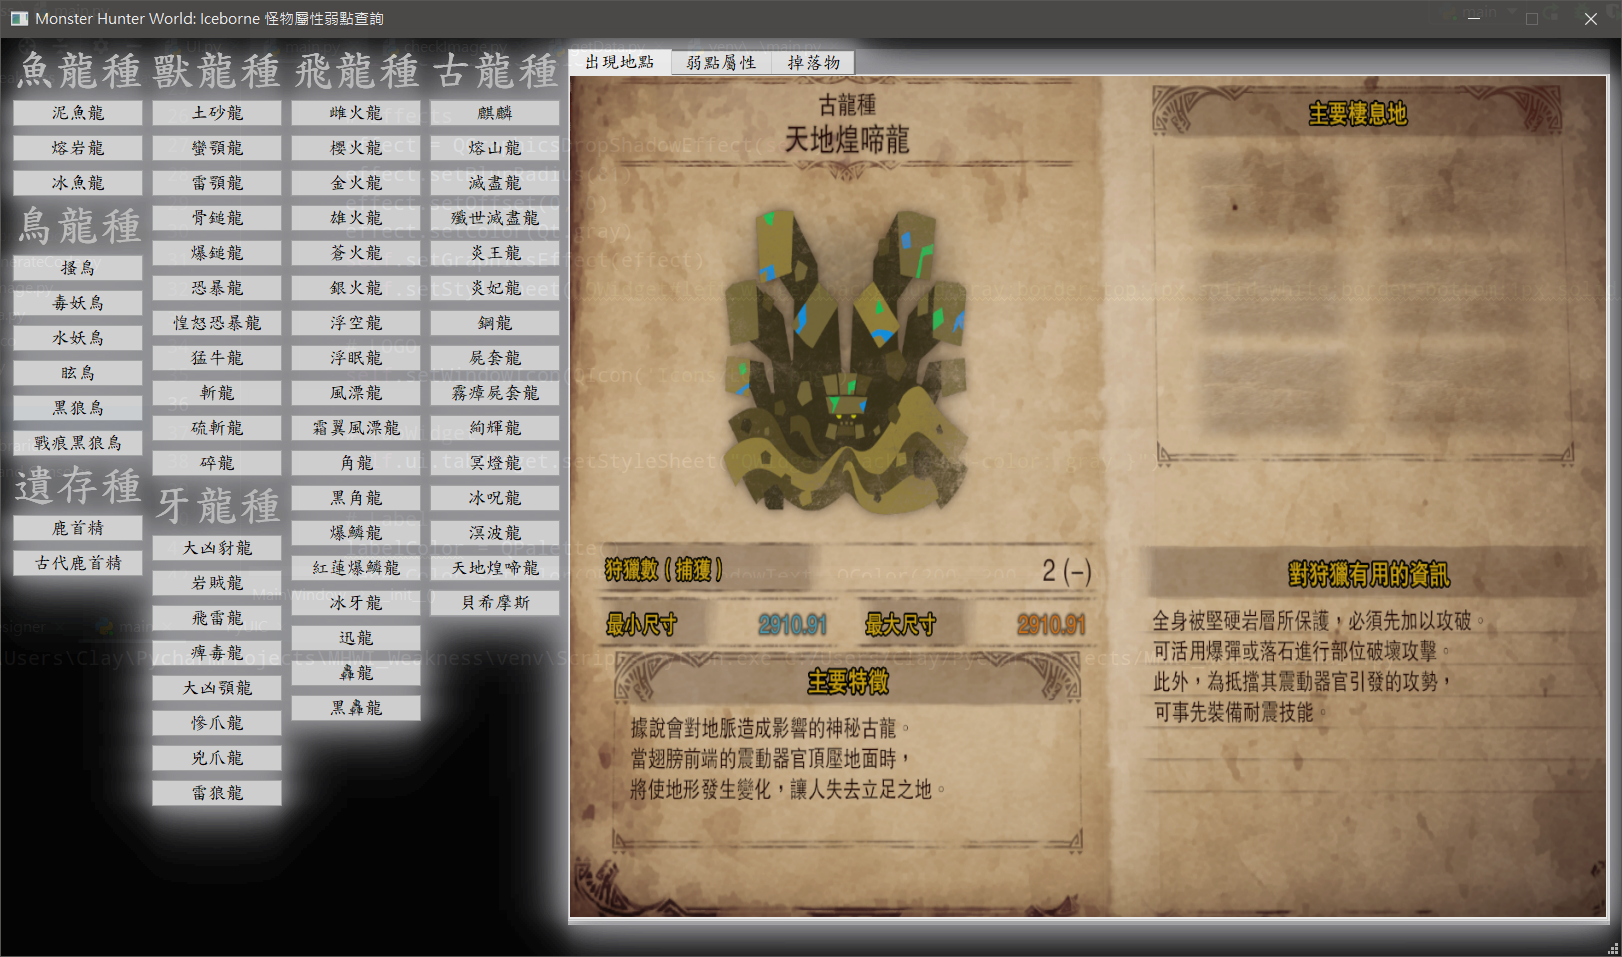 Monster Hunter World: Iceborne 怪物屬性弱點查詢
魚龍種
泥魚龍
熔岩龍
冰魚龍
鳥龍種
搔鳥
毒妖鳥
水妖鳥
眩鳥
黑狼鳥
戰痕黑狼鳥
遺存種
鹿首精
古代鹿首精
獸龍種
土砂龍
蠻顎龍
雷顎龍
骨鎚龍
爆鎚龍
恐暴龍
惶怒恐暴龍
猛牛龍
斬龍
硫斬龍
碎龍
牙龍種
大凶豺龍
岩賊龍
飛雷龍
痺毒龍
大凶顎龍
慘爪龍
兇爪龍
雷狼龍
飛龍種
雌火龍
櫻火龍
金火龍
雄火龍
蒼火龍
銀火龍
浮空龍
浮眠龍
風漂龍
霜翼風漂龍
角龍
黑角龍
爆鱗龍
紅蓮爆鱗龍
冰牙龍
迅龍
轟龍
黑轟龍
古龍種
麒麟
熔山龍
滅盡龍
殲世滅盡龍
炎王龍
炎妃龍
鋼龍
屍套龍
霧瘴屍套龍
絢輝龍
冥燈龍
冰呪龍
溟波龍
天地煌啼龍
貝希摩斯
出現地點 弱點屬性 掉落物
古龍種
天地煌啼龍
狩獵數（捕獲） 2 (-)
最小尺寸 2910.91 最大尺寸 2910.91
主要特徵
據說會對地脈造成影響的神秘古龍。
當翅膀前端的震動器官頂壓地面時，
將使地形發生變化，讓人失去立足之地。
主要棲息地
對狩獵有用的資訊
全身被堅硬岩層所保護，必須先加以攻破。
可活用爆彈或落石進行部位破壞攻擊。
此外，為抵擋其震動器官引發的攻勢，
可事先裝備耐震技能。